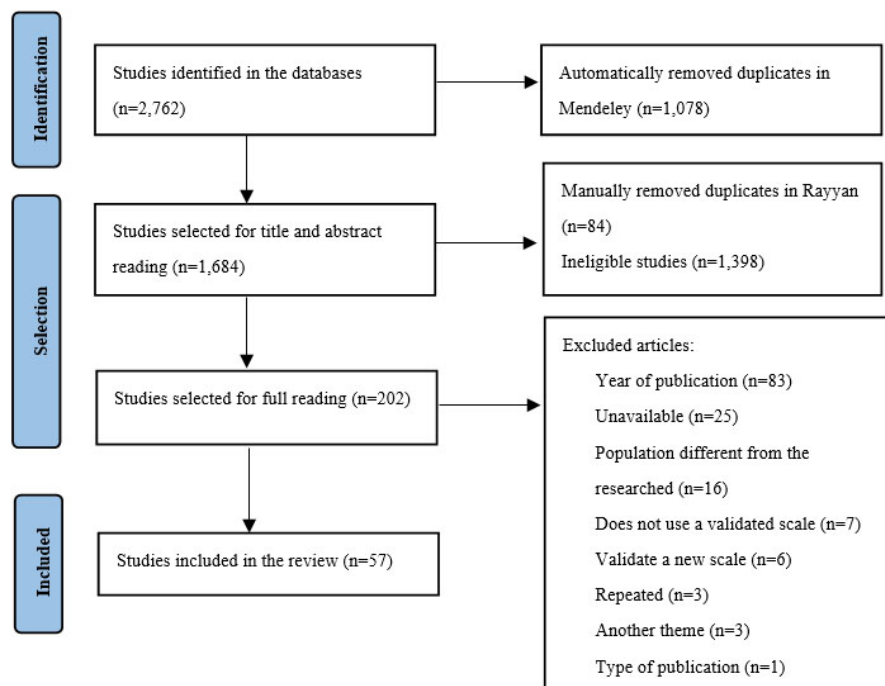 Identification
Studies identified in the databases
(n=2,762)
Automatically removed duplicates in
Mendeley (n=1,078)
Selection
Studies selected for title and abstract
reading (n=1,684)
Manually removed duplicates in Rayyan
(n=84)
Ineligible studies (n=1,398)
Studies selected for full reading (n=202)
Excluded articles:
Year of publication (n=83)
Unavailable (n=25)
Population different from the
researched (n=16)
Does not use a validated scale (n=7)
Validate a new scale (n=6)
Repeated (n=3)
Another theme (n=3)
Type of publication (n=1)
Included
Studies included in the review (n=57)